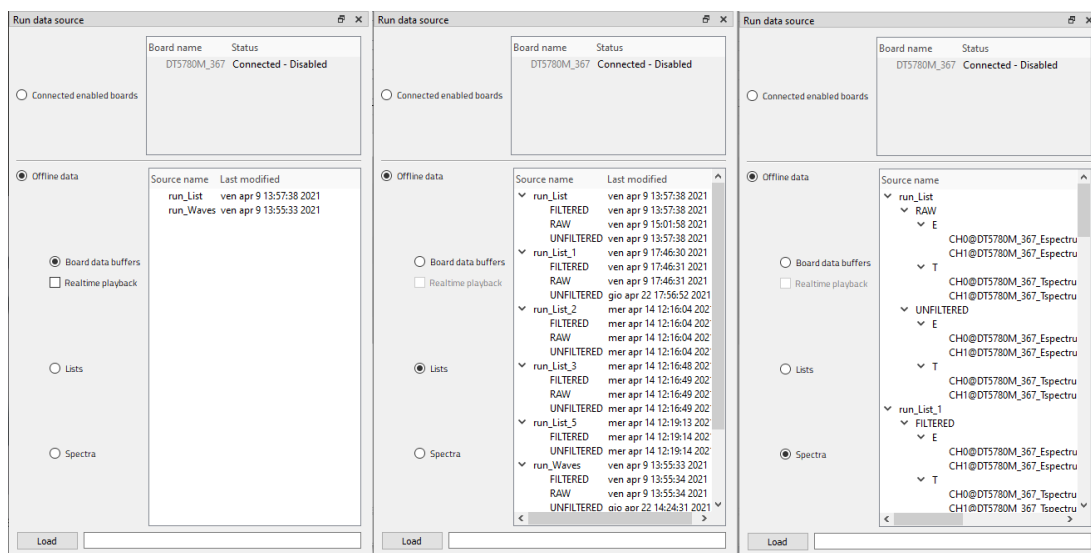 Run data source
Board name Status
DT5780M_367 Connected - Disabled
Connected enabled boards
Offline data
Source name Last modified
run_List ven apr 9 13:57:38 2021
run_Waves ven apr 9 13:55:33 2021
Board data buffers
Realtime playback
Lists
Spectra
Load
Run data source
Board name Status
DT5780M_367 Connected - Disabled
Connected enabled boards
Offline data
Source name Last modified
run_List ven apr 9 13:57:38 2021
FILTERED ven apr 9 13:57:38 2021
RAW ven apr 9 15:01:58 2021
UNFILTERED ven apr 9 13:57:38 2021
run_List_1 ven apr 9 17:46:30 2021
FILTERED ven apr 9 17:46:31 2021
RAW ven apr 9 17:46:31 2021
UNFILTERED gio apr 22 17:56:52 2021
run_List_2 mer apr 14 12:16:04 202
FILTERED mer apr 14 12:16:04 202
RAW mer apr 14 12:16:04 202
UNFILTERED mer apr 14 12:16:04 202
run_List_3 mer apr 14 12:16:48 202
FILTERED mer apr 14 12:16:49 202
RAW mer apr 14 12:16:49 202
UNFILTERED mer apr 14 12:16:49 202
run_List_5 mer apr 14 12:19:13 202
FILTERED mer apr 14 12:19:14 202
UNFILTERED mer apr 14 12:19:14 202
run_Waves ven apr 9 13:55:33 2021
FILTERED ven apr 9 13:55:34 2021
RAW ven apr 9 13:55:34 2021
UNFILTERED gio apr 22 14:24:31 2021
Board data buffers
Realtime playback
Lists
Spectra
Load
Run data source
Board name Status
DT5780M_367 Connected - Disabled
Connected enabled boards
Offline data
Source name
run_List
RAW
E
CH0@DT5780M_367_Espectru
CH1@DT5780M_367_Espectru
T
CH0@DT5780M_367_Tspectru
CH1@DT5780M_367_Tspectru
UNFILTERED
E
CH0@DT5780M_367_Espectru
CH1@DT5780M_367_Espectru
T
CH0@DT5780M_367_Tspectru
CH1@DT5780M_367_Tspectru
run_List_1
FILTERED
E
CH0@DT5780M_367_Espectru
CH1@DT5780M_367_Espectru
T
CH0@DT5780M_367_Tspectru
CH1@DT5780M_367_Tspectru
Board data buffers
Realtime playback
Lists
Spectra
Load